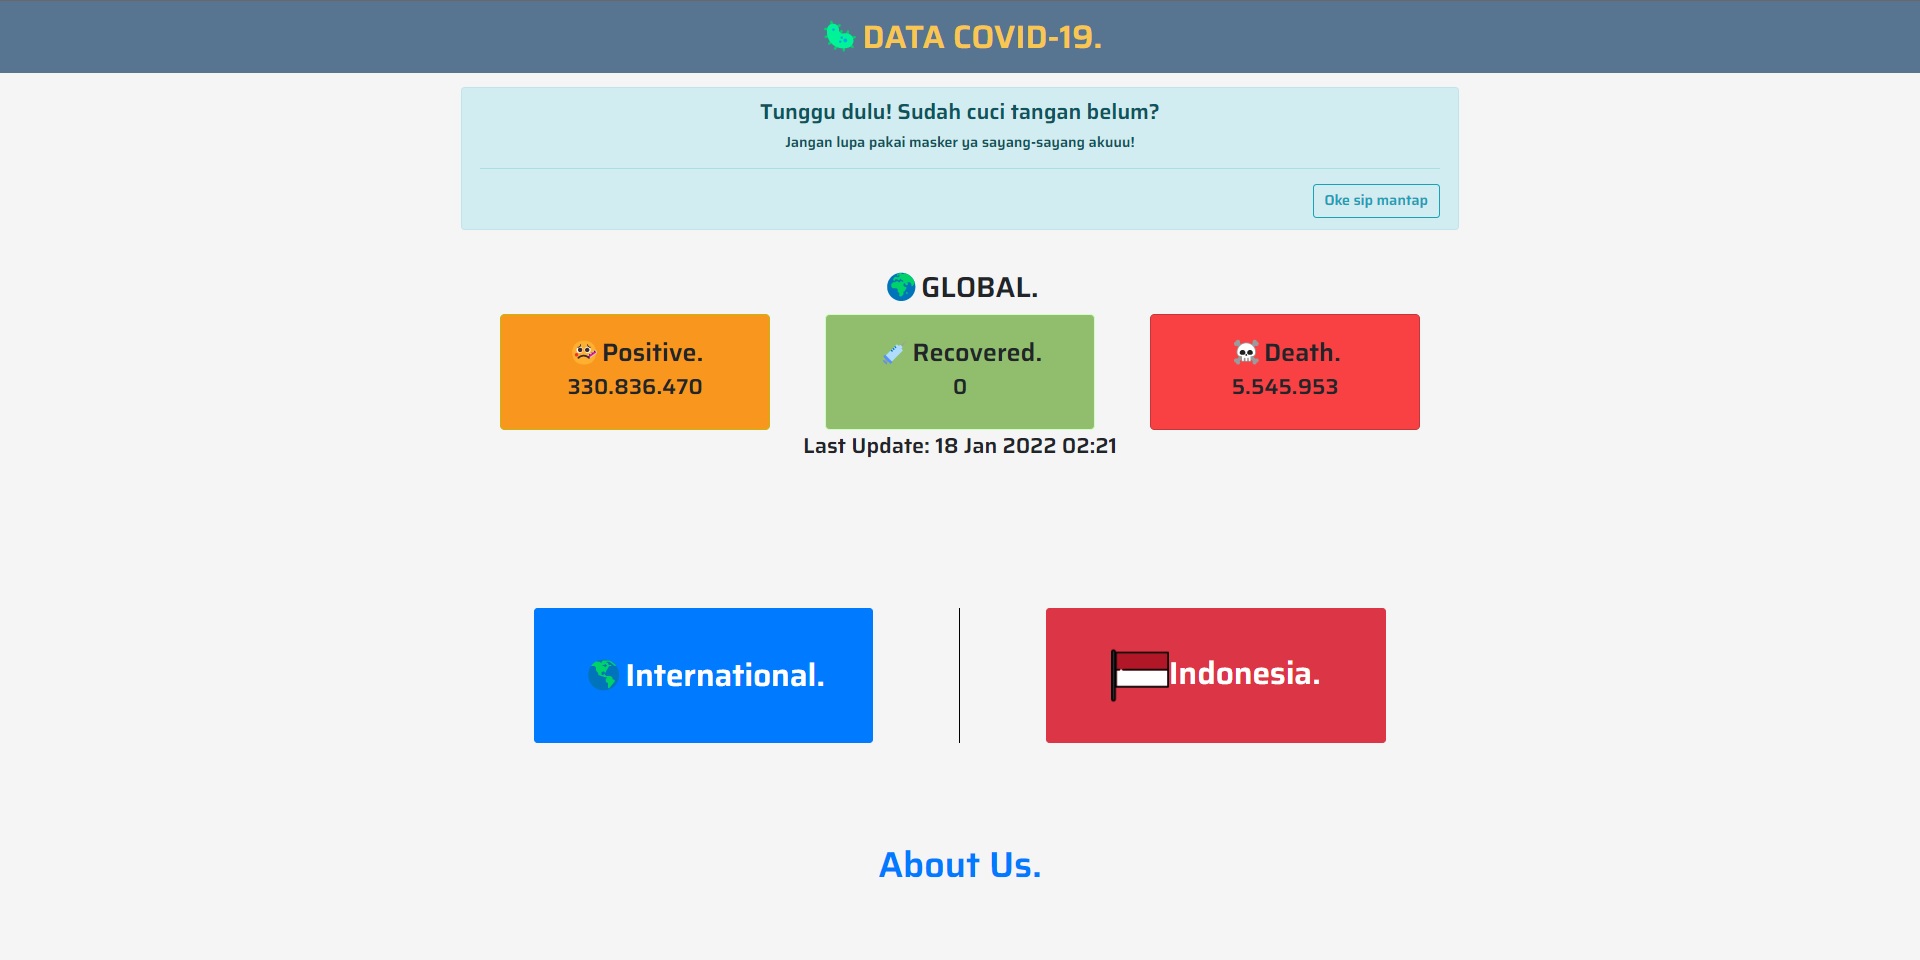 DATA COVID-19.
Tunggu dulu! Sudah cuci tangan belum?
Jangan lupa pakai masker ya sayang-sayang akuuu!
Oke sip mantap
GLOBAL.
Positive.
330.836.470
Recovered.
0
Death.
5.545.953
Last Update: 18 Jan 2022 02:21
International.
Indonesia.
About Us.